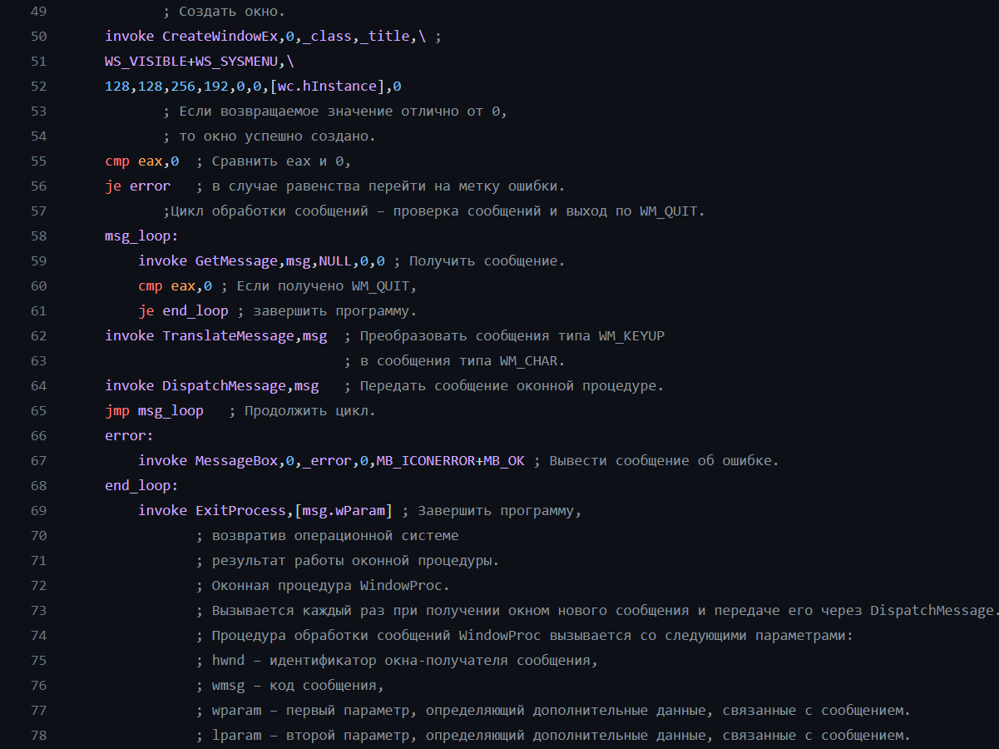 49 ; Создать окно.
50 invoke CreateWindowEx,0,_class,_title,\ ;
51 WS_VISIBLE+WS_SYSMENU,\
52 128,128,256,192,0,0,[wc.hInstance],0
53 ; Если возвращаемое значение отлично от 0,
54 ; то окно успешно создано.
55 cmp eax,0 ; Сравнить eax и 0,
56 je error ; в случае равенства перейти на метку ошибки.
57 ;Цикл обработки сообщений – проверка сообщений и выход по WM_QUIT.
58 msg_loop:
59 invoke GetMessage,msg,NULL,0,0 ; Получить сообщение.
60 cmp eax,0 ; Если получено WM_QUIT,
61 je end_loop ; завершить программу.
62 invoke TranslateMessage,msg ; Преобразовать сообщения типа WM_KEYUP
63 ; в сообщения типа WM_CHAR.
64 invoke DispatchMessage,msg ; Передать сообщение оконной процедуре.
65 jmp msg_loop ; Продолжить цикл.
66 error:
67 invoke MessageBox,0,_error,0,MB_ICONERROR+MB_OK ; Вывести сообщение об ошибке.
68 end_loop:
69 invoke ExitProcess,[msg.wParam] ; Завершить программу,
70 ; возвратив операционной системе
71 ; результат работы оконной процедуры.
72 ; Оконная процедура WindowProc.
73 ; Вызывается каждый раз при получении окном нового сообщения и передаче его через DispatchMessage.
74 ; Процедура обработки сообщений WindowProc вызывается со следующими параметрами:
75 ; hwnd – идентификатор окна-получателя сообщения,
76 ; wmsg – код сообщения,
77 ; wparam – первый параметр, определяющий дополнительные данные, связанные с сообщением.
78 ; lparam – второй параметр, определяющий дополнительные данные, связанные с сообщением.